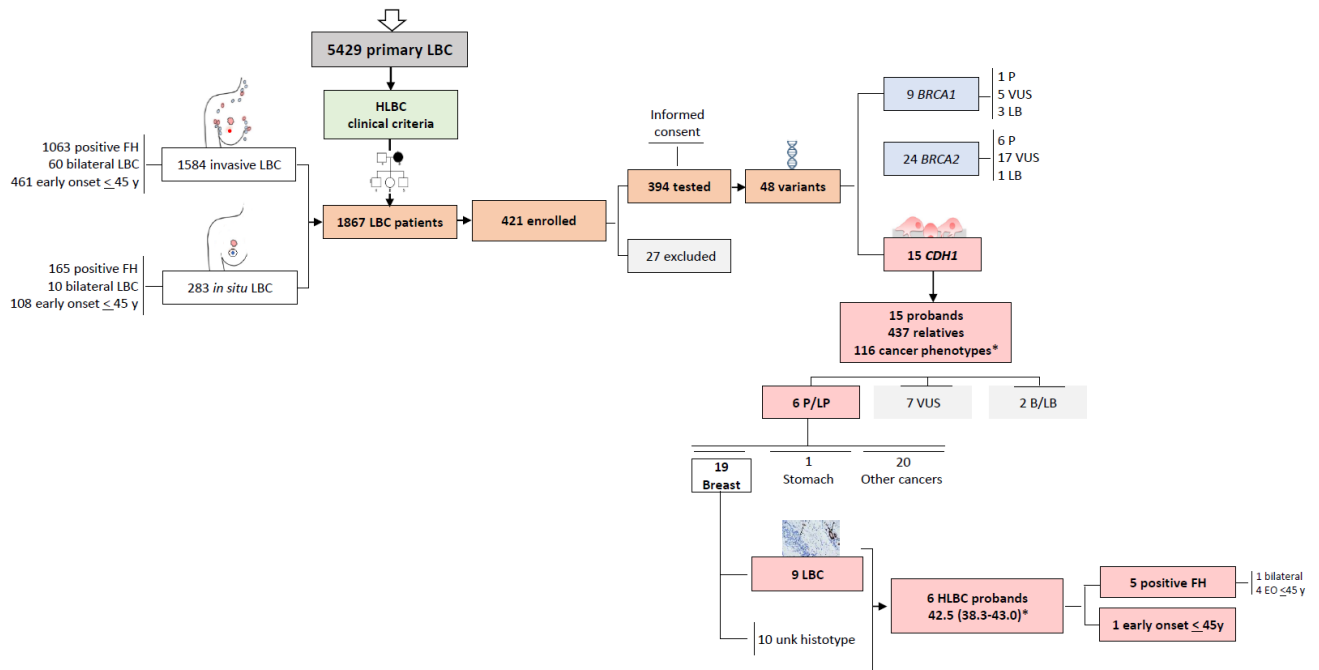 5429 primary LBC
HLBC
clinical criteria
1063 positive FH
60 bilateral LBC
461 early onset < 45 y
1584 invasive LBC
165 positive FH
10 bilateral LBC
108 early onset < 45 y
283 in situ LBC
1867 LBC patients
421 enrolled
Informed
consent
394 tested
27 excluded
48 variants
9 BRCA1
1 P
5 VUS
3 LB
24 BRCA2
6 P
17 VUS
1 LB
15 CDH1
15 probands
437 relatives
116 cancer phenotypes*
6 P/LP
7 VUS
2 B/LB
19
Breast
1
Stomach
20
Other cancers
9 LBC
10 unk histotype
6 HLBC probands
42.5 (38.3-43.0)*
5 positive FH
1 bilateral
4 EO <45 y
1 early onset < 45y